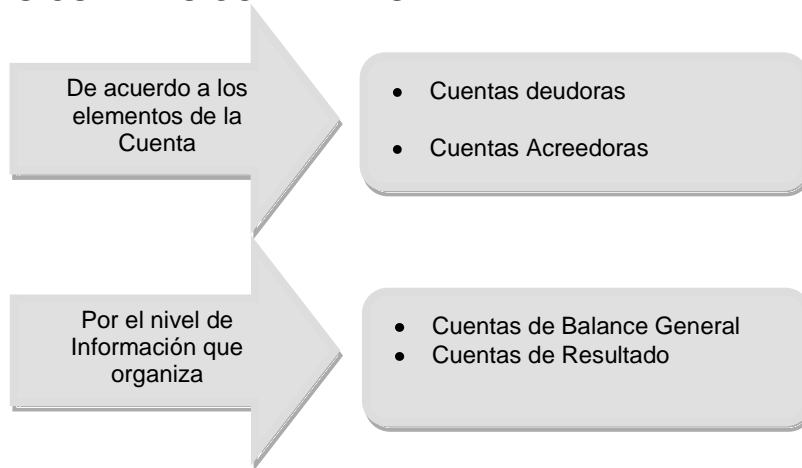 De acuerdo a los
elementos de la
Cuenta
• Cuentas deudoras
• Cuentas Acreedoras
Por el nivel de
Información que
organiza
• Cuentas de Balance General
• Cuentas de Resultado